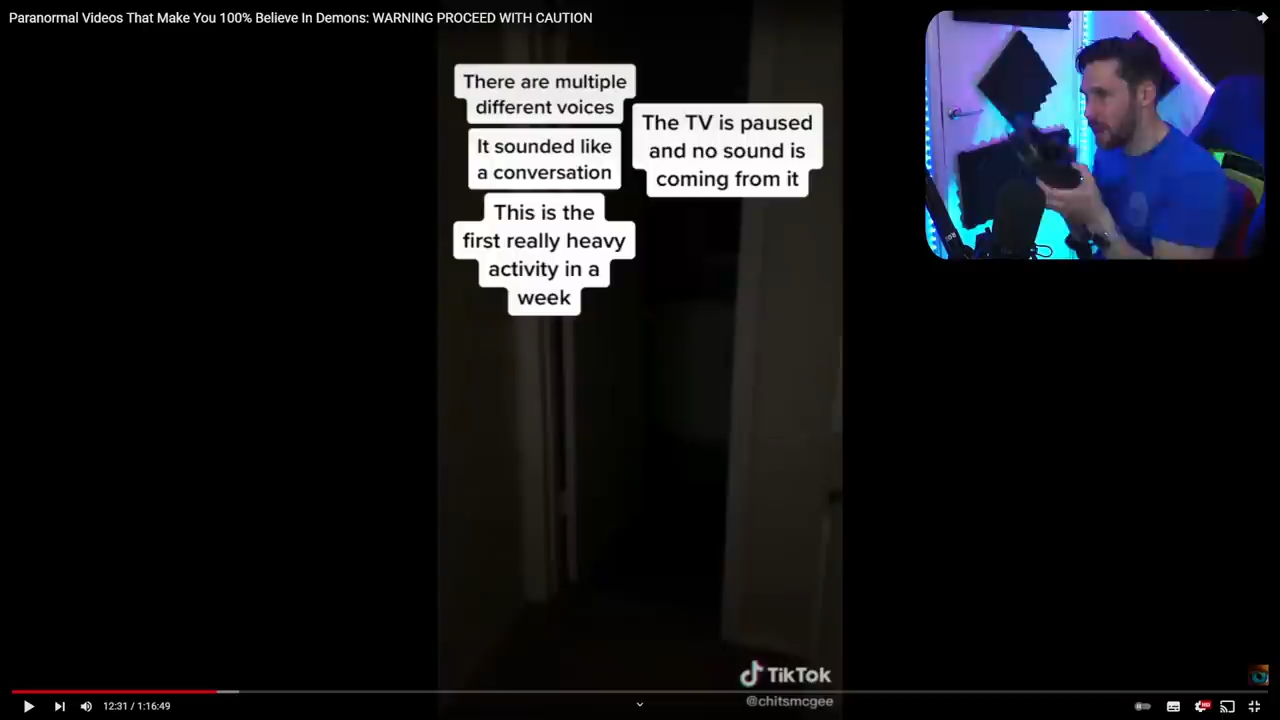 Paranormal Videos That Make You 100% Believe In Demons: WARNING PROCEED WITH CAUTION
There are multiple
different voices
It sounded like
a conversation
This is the
first really heavy
activity in a
week
The TV is paused
and no sound is
coming from it
TikTok
@chitsmcgee
12:31 / 1:16:49
HD